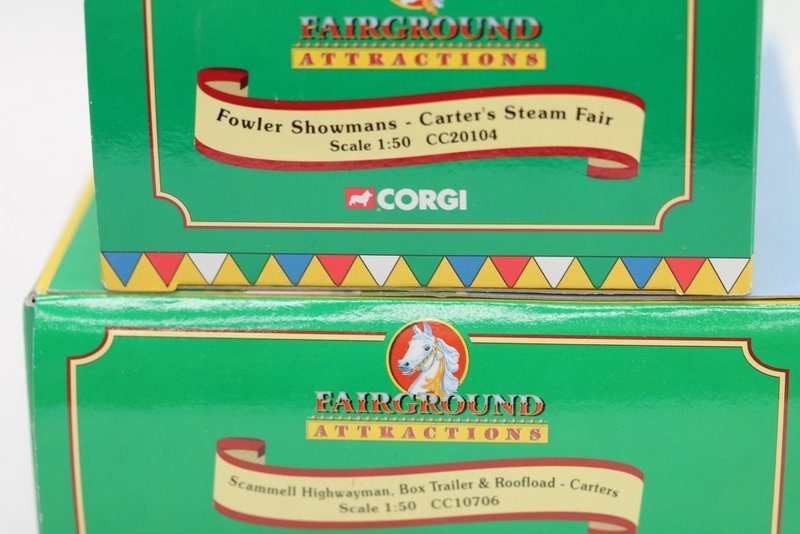 FAIRGROUND
ATTRACTIONS
Fowler Showmans - Carter's Steam Fair
Scale 1:50 CC20104
CORGI
FAIRGROUND
ATTRACTIONS
Scammell Highwayman, Box Trailer & Roofload - Carters
Scale 1:50 CC10706